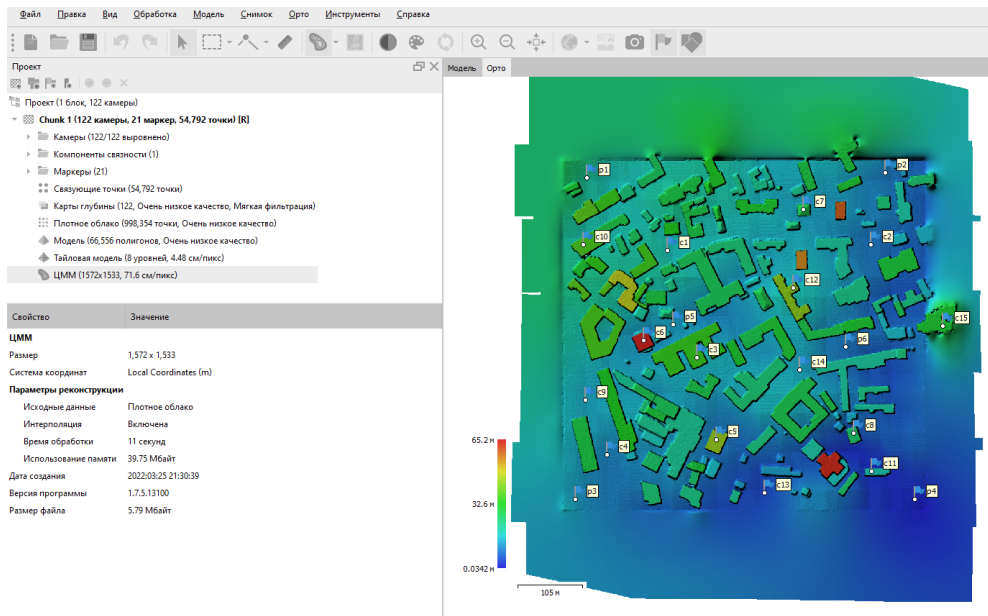 Файл Правка Вид Обработка Модель Снимок Орто Инструменты Справка
Проект
Модель Орто
Проект (1 блок, 122 камеры)
Chunk 1 (122 камеры, 21 маркер, 54,792 точки) [R]
Камеры (122/122 выровнено)
Компоненты связности (1)
Маркеры (21)
Связующие точки (54,792 точки)
Карты глубины (122, Очень низкое качество, Мягкая фильтрация)
Плотное облако (998,354 точки, Очень низкое качество)
Модель (66,556 полигонов, Очень низкое качество)
Тайловая модель (8 уровней, 4.48 см/пикс)
ЦММ (1572x1533, 71.6 см/пикс)
Свойство Значение
ЦММ
Размер 1,572 x 1,533
Система координат Local Coordinates (m)
Параметры реконструкции
Исходные данные Плотное облако
Интерполяция Включена
Время обработки 11 секунд
Использование памяти 39.75 Мбайт
Дата создания 2022:03:25 21:30:39
Версия программы 1.7.5.13100
Размер файла 5.79 Мбайт
p1
p2
c7
c10
c1
c2
c12
p5
c15
c6
p6
c3
c14
c9
c8
c5
c4
c11
c13
p3
p4
65.2 м
32.6 м
0.0342 м
105 м